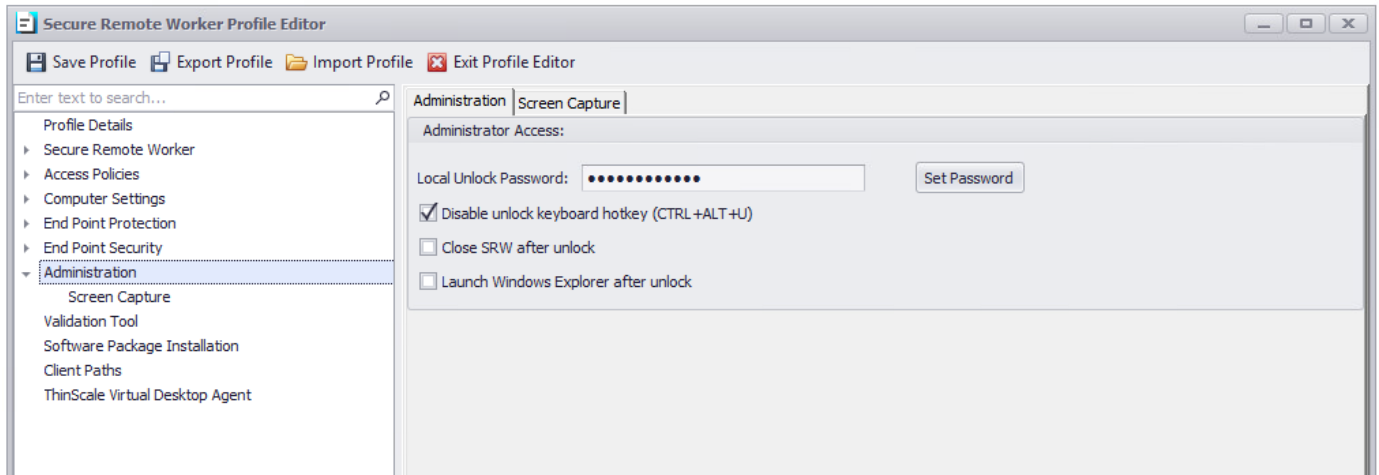 Secure Remote Worker Profile Editor
Save Profile Export Profile Import Profile Exit Profile Editor
Enter text to search...
Profile Details
Secure Remote Worker
Access Policies
Computer Settings
End Point Protection
End Point Security
Administration
Screen Capture
Validation Tool
Software Package Installation
Client Paths
ThinScale Virtual Desktop Agent
Administration Screen Capture
Administrator Access:
Local Unlock Password: •••••••••••• Set Password
Disable unlock keyboard hotkey (CTRL+ALT+U)
Close SRW after unlock
Launch Windows Explorer after unlock